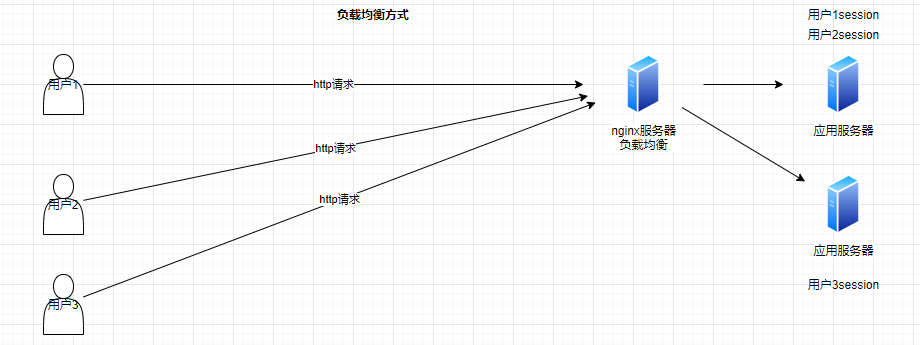 负载均衡方式
用户1session
用户2session
用户1
http请求
nginx服务器
负载均衡
应用服务器
http请求
用户2
http请求
应用服务器
用户3session
用户3